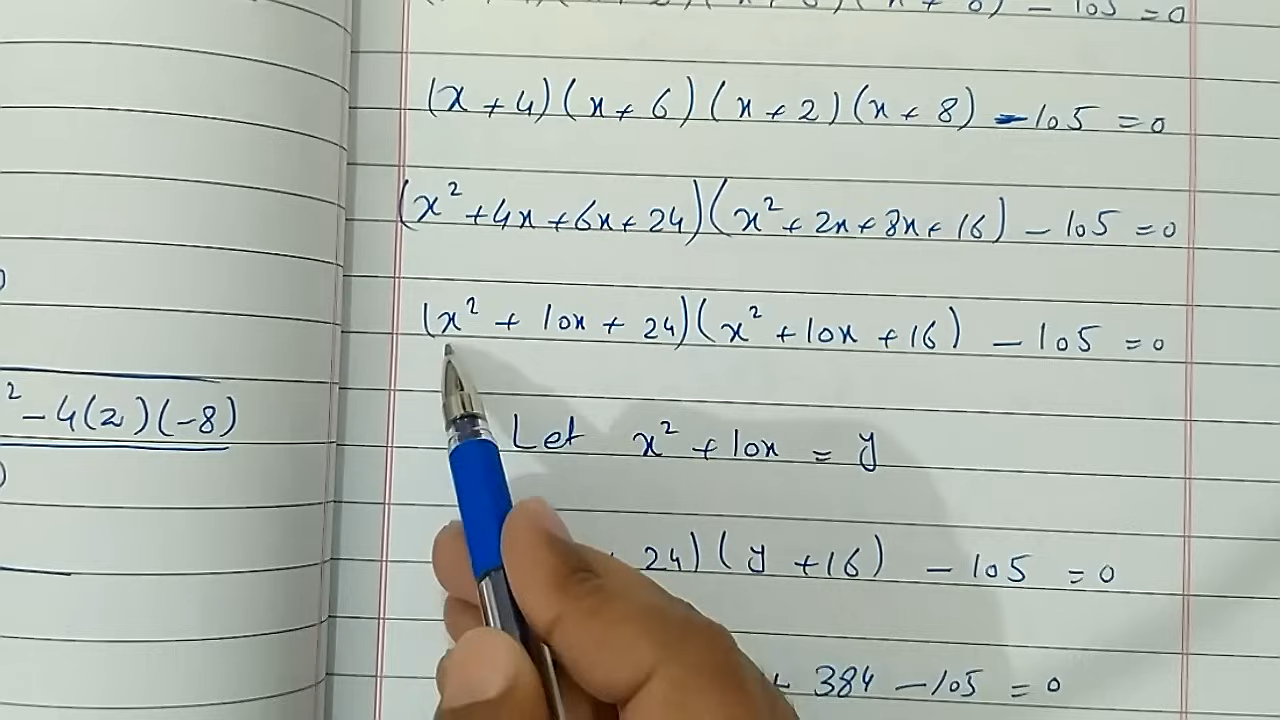 - 105 = 0
(x + 4)(x + 6)(x + 2)(x + 8) - 105 = 0
(x² + 4x + 6x + 24)(x² + 2x + 8x + 16) - 105 = 0
(x² + 10x + 24)(x² + 10x + 16) - 105 = 0
² - 4(2)(-8)
Let x² + 10x = y
24)(y + 16) - 105 = 0
+ 384 - 105 = 0